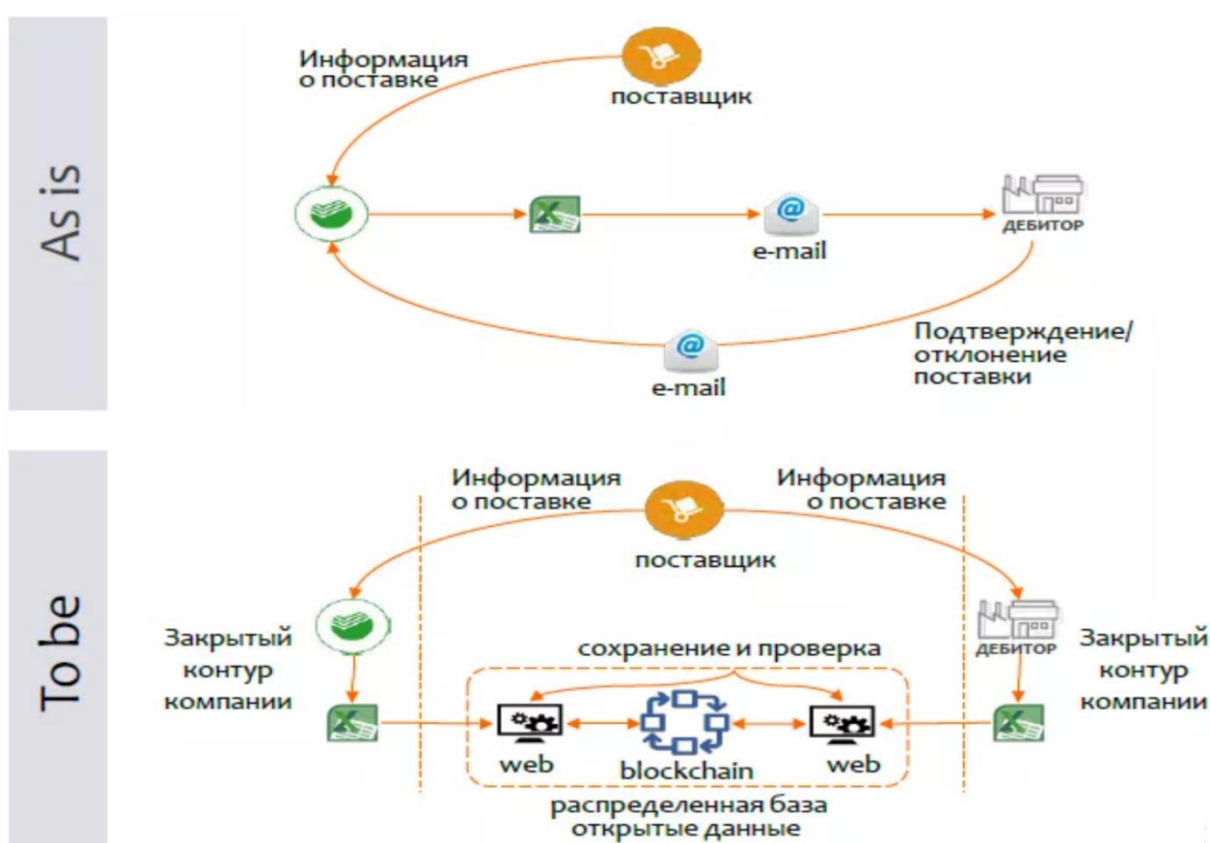 As is
Информация
о поставке
поставщик
e-mail
ДЕБИТОР
Подтверждение/
отклонение
поставки
e-mail
To be
Информация
о поставке
Информация
о поставке
поставщик
Закрытый
контур
компании
сохранение и проверка
ДЕБИТОР
Закрытый
контур
компании
web
blockchain
web
распределенная база
открытые данные